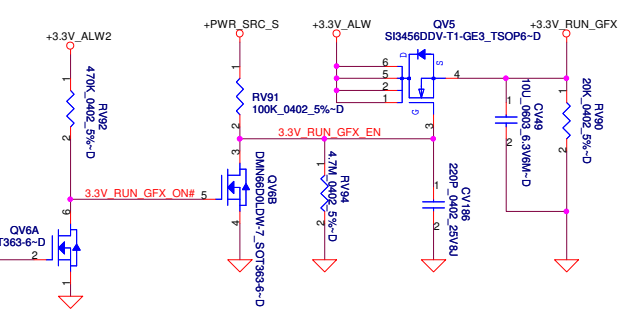 +3.3V_ALW2
+PWR_SRC_S
+3.3V_ALW
QV5
SI3456DDV-T1-GE3_TSOP6~D
+3.3V_RUN_GFX
1
RV92
470K_0402_5%~D
2
1
RV91
100K_0402_5%~D
2
6
5
2
1
D
S
G
4
3
1
CV49
10U_0603_6.3V6M~D
2
1
RV90
20K_0402_5%~D
2
3.3V_RUN_GFX_EN
3
QV6B
DMN66D0LDW-7_SOT363-6~D
5
4
1
RV94
4.7M_0402_5%~D
2
1
CV186
220P_0402_25V8J
2
3.3V_RUN_GFX_ON#
6
QV6A
T363-6~D
2
1